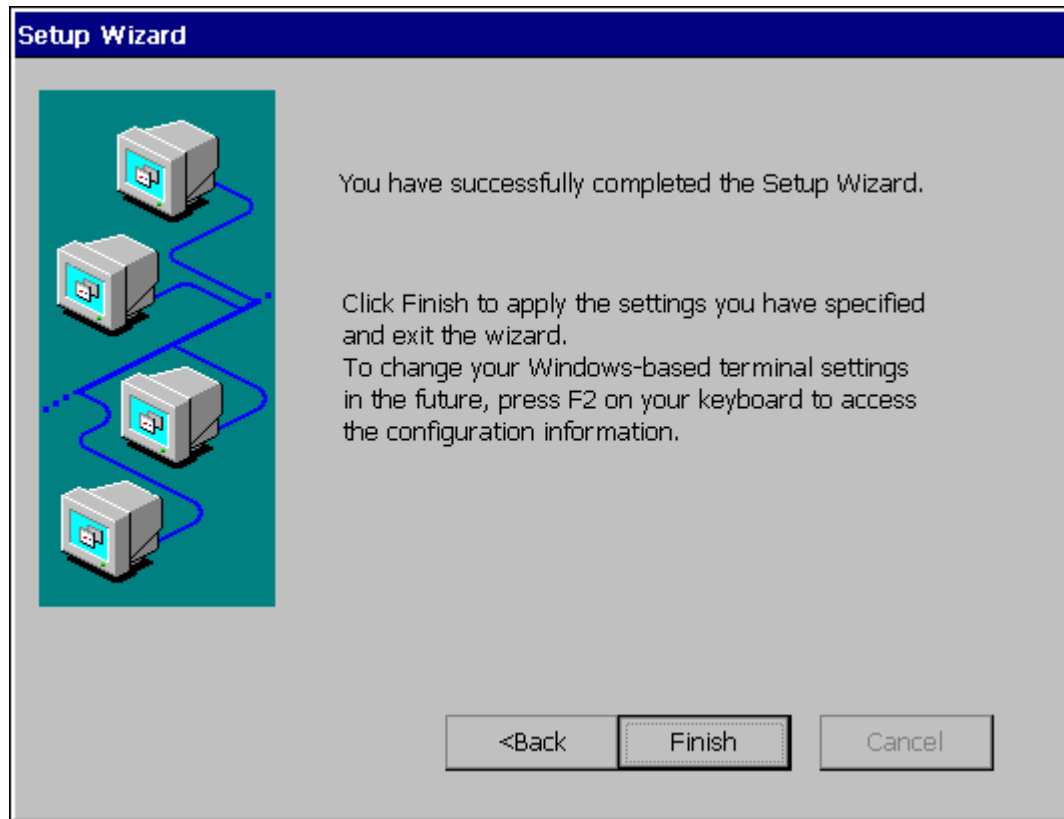 Setup Wizard
You have successfully completed the Setup Wizard.
Click Finish to apply the settings you have specified
and exit the wizard.
To change your Windows-based terminal settings
in the future, press F2 on your keyboard to access
the configuration information.
<Back Finish Cancel